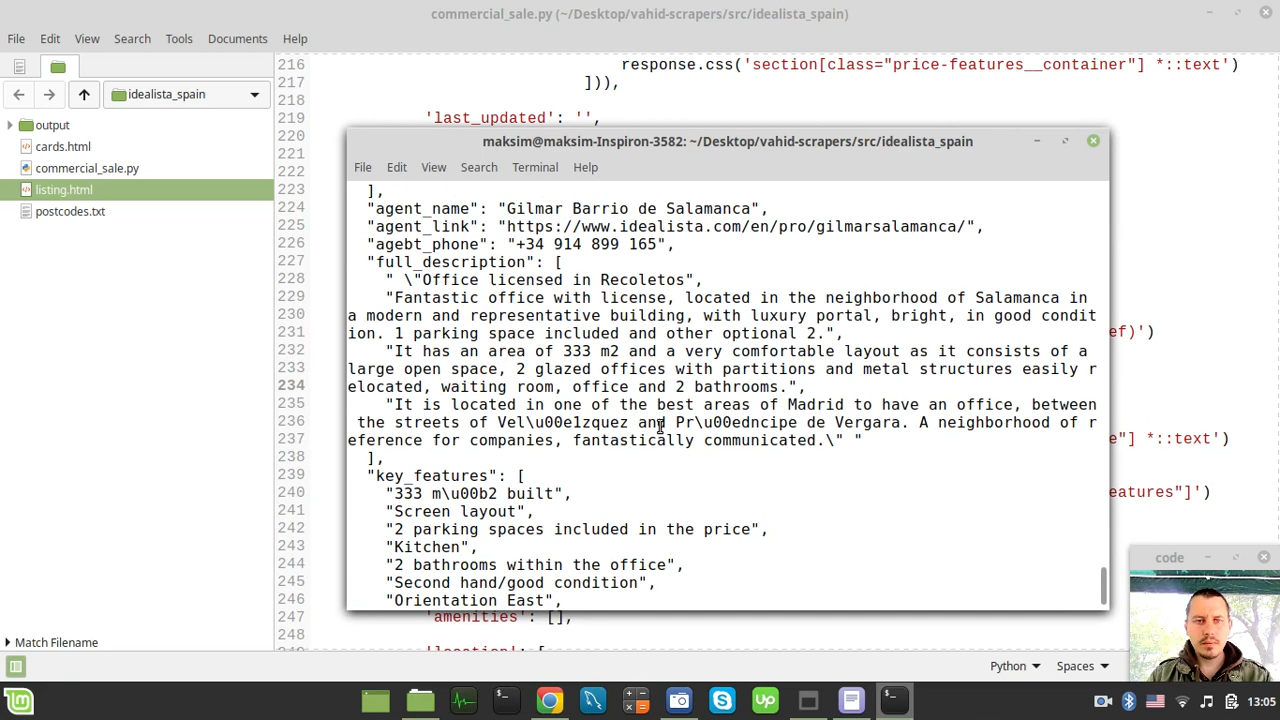 commercial_sale.py (~/Desktop/vahid-scrapers/src/idealista_spain)
File Edit View Search Tools Documents Help
idealista_spain
output
cards.html
commercial_sale.py
listing.html
postcodes.txt
Match Filename
216 response.css('section[class="price-features__container"] *::text')
217 ])),
218
219 'last_updated': '',
220
221
222
223
224
225
226
227
228
229
230
231 ef)')
232
233
234
235
236
237 e"] *::text')
238
239
240 eatures"]')
241
242
243
244
245
246
247 'amenities': [],
248
maksim@maksim-Inspiron-3582: ~/Desktop/vahid-scrapers/src/idealista_spain
File Edit View Search Terminal Help
],
"agent_name": "Gilmar Barrio de Salamanca",
"agent_link": "https://www.idealista.com/en/pro/gilmarsalamanca/",
"agebt_phone": "+34 914 899 165",
"full_description": [
" \"Office licensed in Recoletos",
"Fantastic office with license, located in the neighborhood of Salamanca in
a modern and representative building, with luxury portal, bright, in good condit
ion. 1 parking space included and other optional 2.",
"It has an area of 333 m2 and a very comfortable layout as it consists of a
large open space, 2 glazed offices with partitions and metal structures easily r
elocated, waiting room, office and 2 bathrooms.",
"It is located in one of the best areas of Madrid to have an office, between
the streets of Vel\u00e1zquez and Pr\u00edncipe de Vergara. A neighborhood of r
eference for companies, fantastically communicated.\" "
],
"key_features": [
"333 m\u00b2 built",
"Screen layout",
"2 parking spaces included in the price",
"Kitchen",
"2 bathrooms within the office",
"Second hand/good condition",
"Orientation East",
code
Python Spaces
13:05